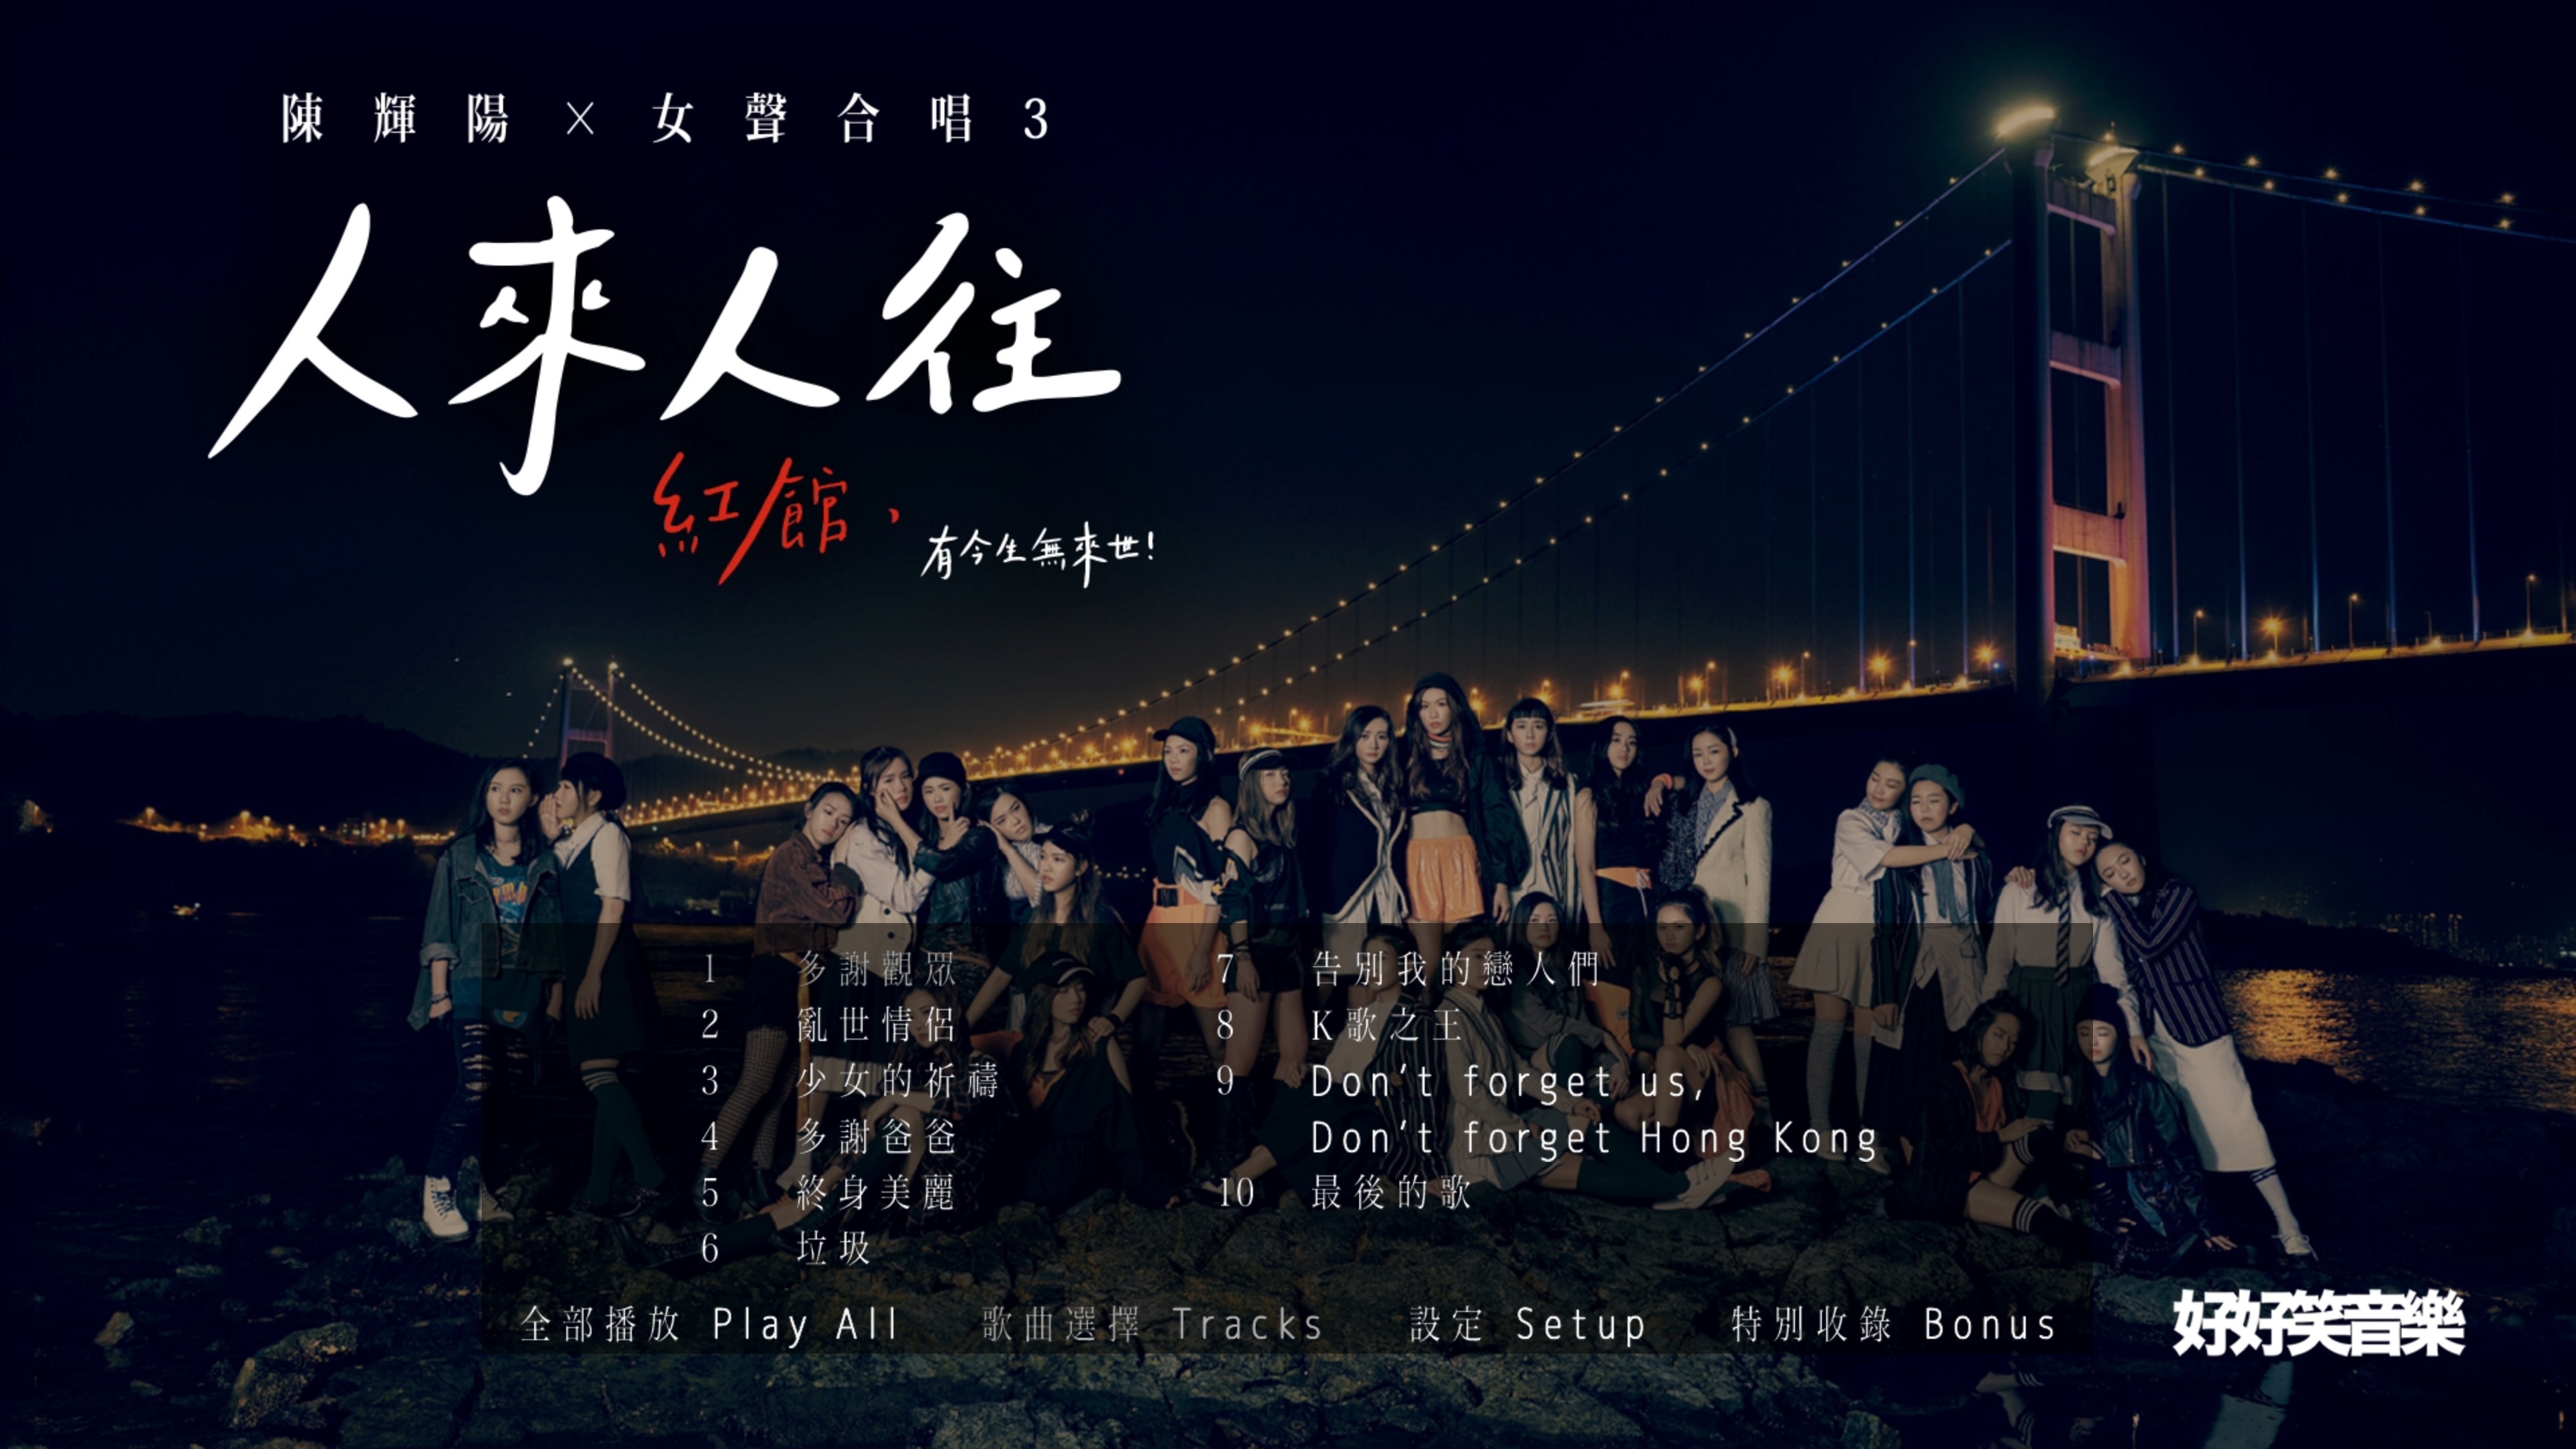 陳輝陽×女聲合唱3
人來人往
紅館，
有今生無來世！
1 多謝觀眾
2 亂世情侶
3 少女的祈禱
4 多謝爸爸
5 終身美麗
6 垃圾
7 告別我的戀人們
8 K歌之王
9 Don't forget us,
Don't forget Hong Kong
10 最後的歌
全部播放 Play All 歌曲選擇 Tracks 設定 Setup 特別收錄 Bonus
好好笑音樂